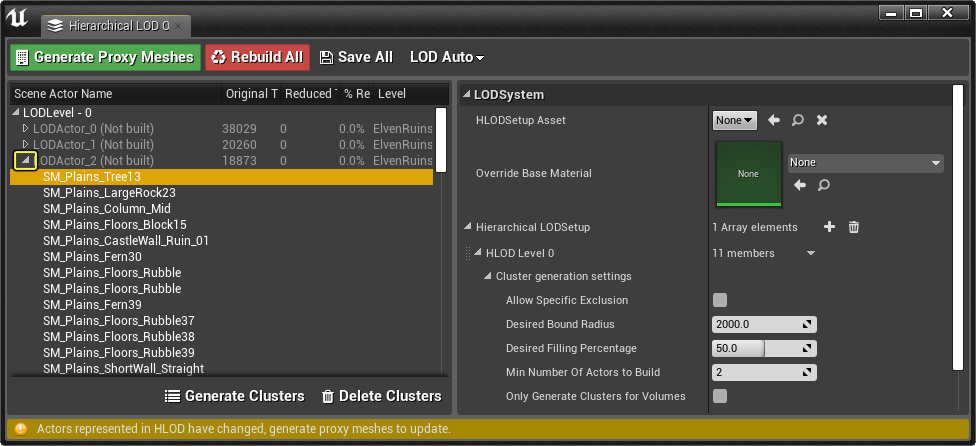 Hierarchical LOD O
Generate Proxy Meshes Rebuild All Save All LOD Auto
Scene Actor Name Original T Reduced % Re Level
LODLevel - 0
LODActor_0 (Not built) 38029 0 0.0% ElvenRuins
LODActor_1 (Not built) 20260 0 0.0% ElvenRuins
LODActor_2 (Not built) 18873 0 0.0% ElvenRuins
SM_Plains_Tree13
SM_Plains_LargeRock23
SM_Plains_Column_Mid
SM_Plains_Floors_Block15
SM_Plains_CastleWall_Ruin_01
SM_Plains_Fern30
SM_Plains_Floors_Rubble
SM_Plains_Floors_Rubble
SM_Plains_Fern39
SM_Plains_Floors_Rubble37
SM_Plains_Floors_Rubble38
SM_Plains_Floors_Rubble39
SM_Plains_ShortWall_Straight
Generate Clusters Delete Clusters
LODSystem
HLODSetup Asset None
Override Base Material None None
Hierarchical LODSetup 1 Array elements
HLOD Level 0 11 members
Cluster generation settings
Allow Specific Exclusion
Desired Bound Radius 2000.0
Desired Filling Percentage 50.0
Min Number Of Actors to Build 2
Only Generate Clusters for Volumes
Actors represented in HLOD have changed, generate proxy meshes to update.